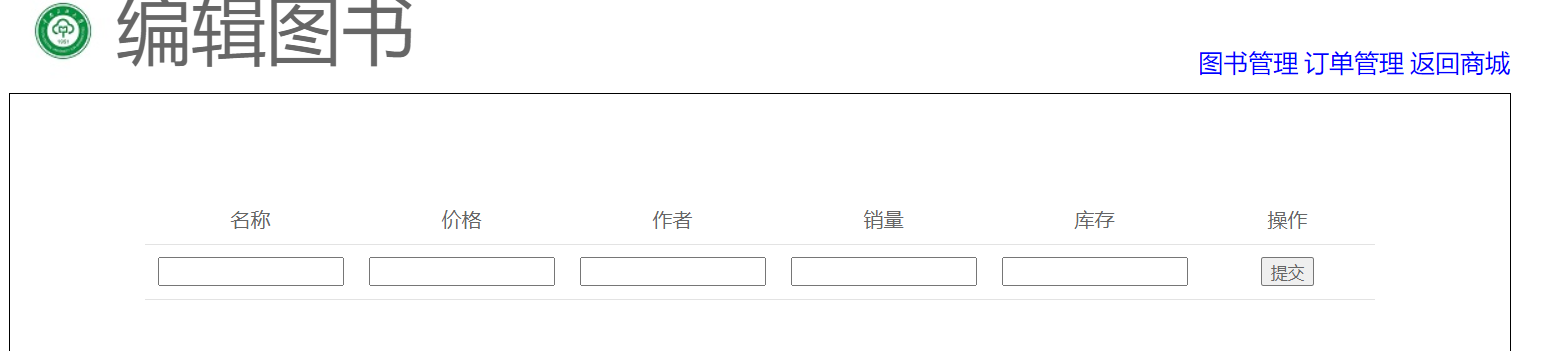 编辑图书
图书管理 订单管理 返回商城
名称 价格 作者 销量 库存 操作
提交